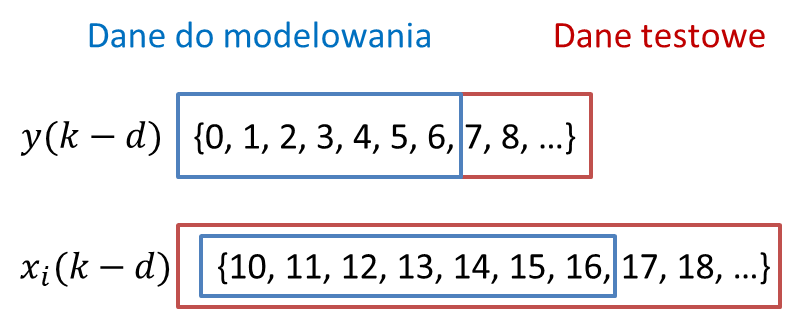 Dane do modelowania Dane testowe
y(k − d) {0, 1, 2, 3, 4, 5, 6, 7, 8, …}
xᵢ(k − d) {10, 11, 12, 13, 14, 15, 16, 17, 18, …}